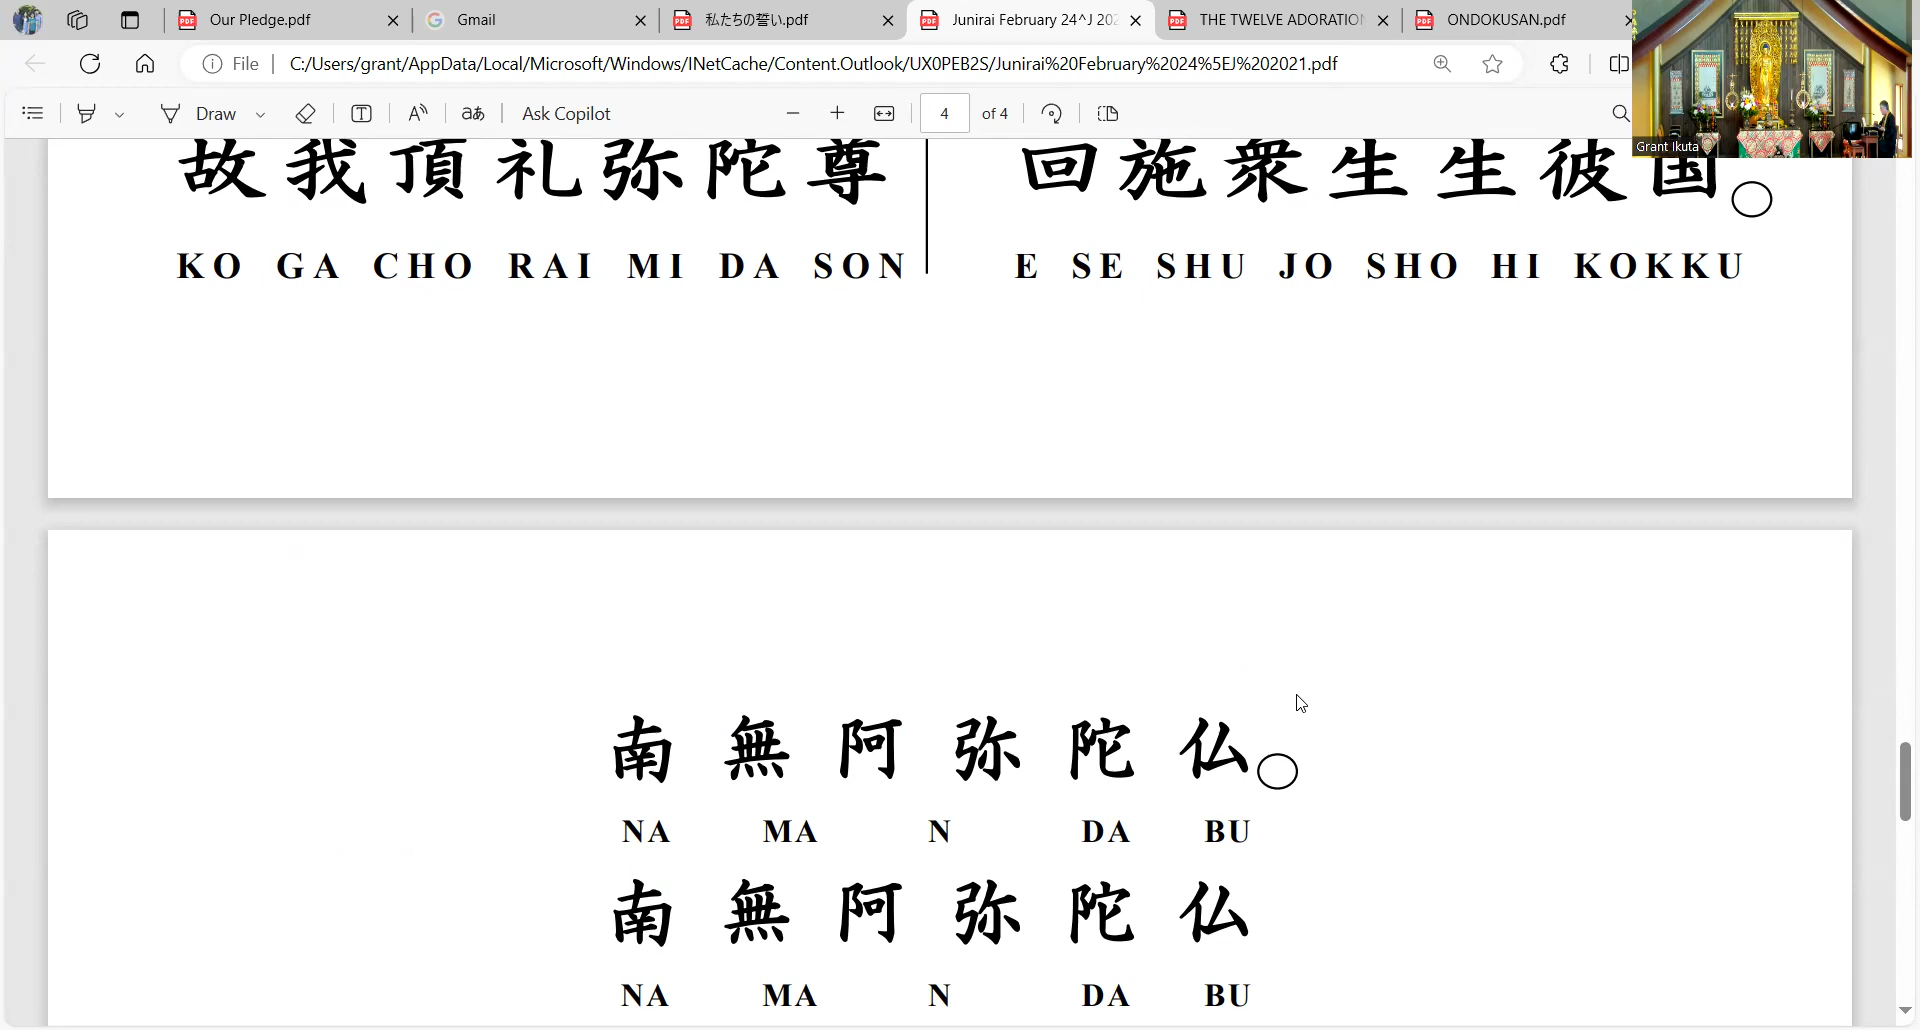 Our Pledge.pdf
Gmail
私たちの誓い.pdf
Junirai February 24^J 202
THE TWELVE ADORATION
ONDOKUSAN.pdf
File
C:/Users/grant/AppData/Local/Microsoft/Windows/INetCache/Content.Outlook/UX0PEB2S/Junirai%20February%2024%5EJ%202021.pdf
Draw
Ask Copilot
4 of 4
Grant Ikuta
故我頂礼弥陀尊 回施衆生生彼国
KO GA CHO RAI MI DA SON E SE SHU JO SHO HI KOKKU
南無阿弥陀仏
NA MA N DA BU
南無阿弥陀仏
NA MA N DA BU